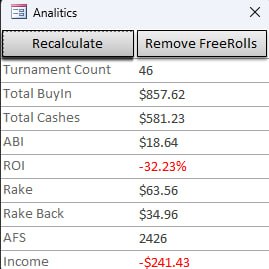 Analitics
Recalculate Remove FreeRolls
Turnament Count 46
Total BuyIn $857.62
Total Cashes $581.23
ABI $18.64
ROI -32.23%
Rake $63.56
Rake Back $34.96
AFS 2426
Income -$241.43